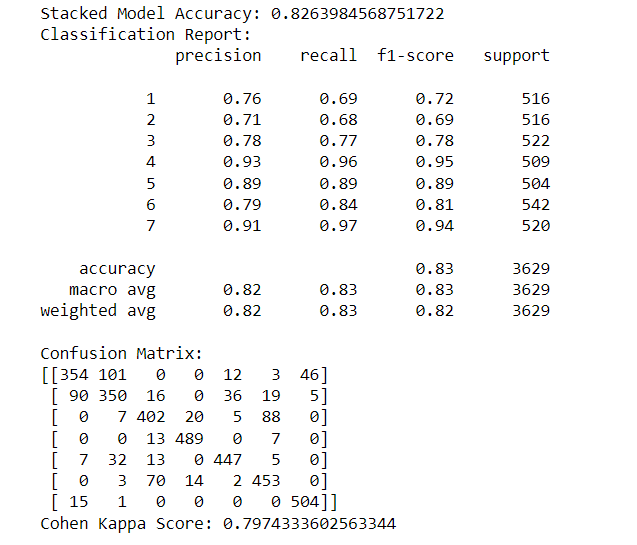 Stacked Model Accuracy: 0.8263984568751722
Classification Report:
precision recall f1-score support
1 0.76 0.69 0.72 516
2 0.71 0.68 0.69 516
3 0.78 0.77 0.78 522
4 0.93 0.96 0.95 509
5 0.89 0.89 0.89 504
6 0.79 0.84 0.81 542
7 0.91 0.97 0.94 520
accuracy 0.83 3629
macro avg 0.82 0.83 0.83 3629
weighted avg 0.82 0.83 0.82 3629
Confusion Matrix:
[[354 101 0 0 12 3 46]
[ 90 350 16 0 36 19 5]
[ 0 7 402 20 5 88 0]
[ 0 0 13 489 0 7 0]
[ 7 32 13 0 447 5 0]
[ 0 3 70 14 2 453 0]
[ 15 1 0 0 0 0 504]]
Cohen Kappa Score: 0.7974333602563344